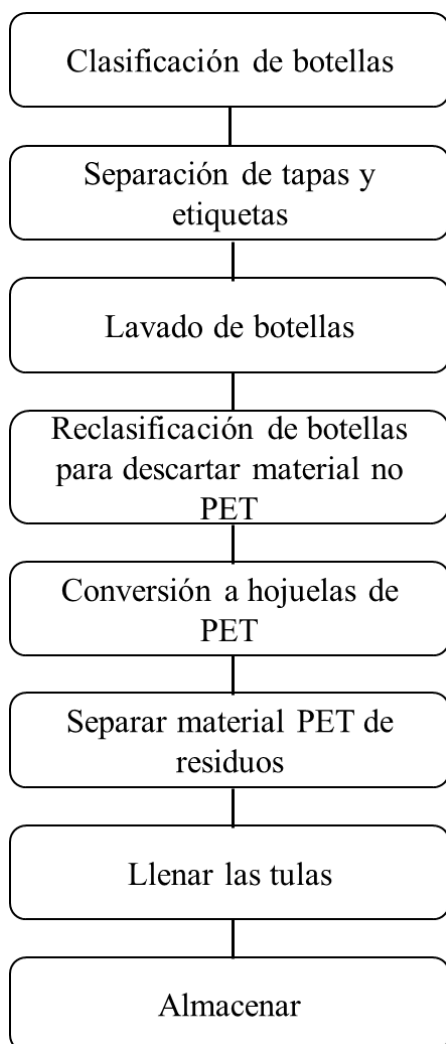 Clasificación de botellas
Separación de tapas y
etiquetas
Lavado de botellas
Reclasificación de botellas
para descartar material no
PET
Conversión a hojuelas de
PET
Separar material PET de
residuos
Llenar las tulas
Almacenar